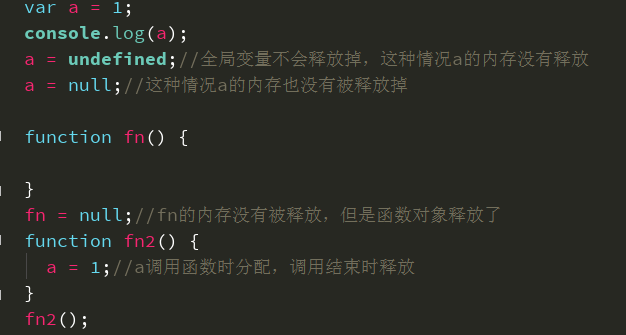 var a = 1;
console.log(a);
a = undefined;//全局变量不会释放掉，这种情况a的内存没有释放
a = null;//这种情况a的内存也没有被释放掉
function fn() {
}
fn = null;//fn的内存没有被释放，但是函数对象释放了
function fn2() {
a = 1;//a调用函数时分配，调用结束时释放
}
fn2();